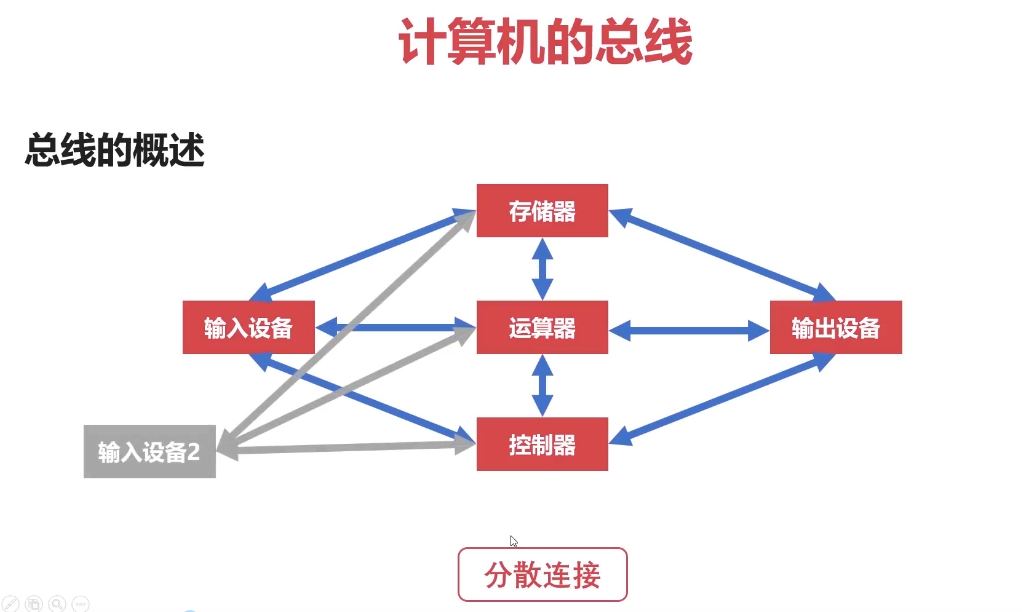 计算机的总线
总线的概述
存储器
输入设备
运算器
输出设备
控制器
输入设备2
分散连接